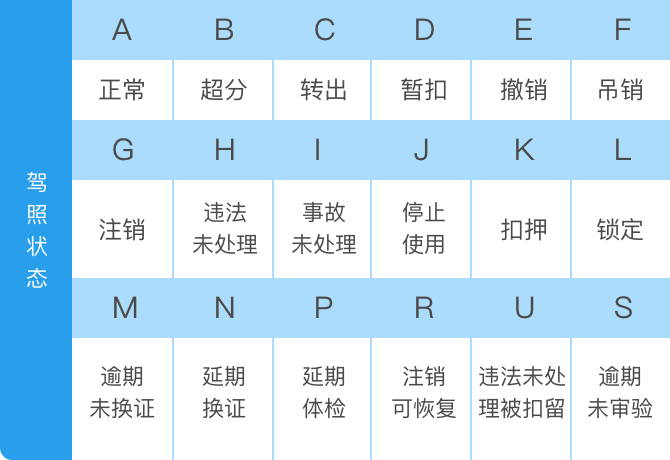 驾照状态
A B C D E F
正常 超分 转出 暂扣 撤销 吊销
G H I J K L
注销 违法 事故 停止 扣押 锁定
未处理 未处理 使用
M N P R U S
逾期 延期 延期 注销 违法未处 逾期
未换证 换证 体检 可恢复 理被扣留 未审验